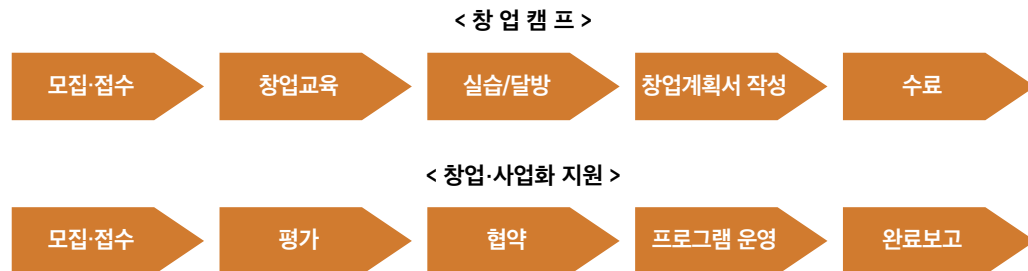 < 창 업 캠 프 >
모집·접수 창업교육 실습/달방 창업계획서 작성 수료
< 창업·사업화 지원 >
모집·접수 평가 협약 프로그램 운영 완료보고